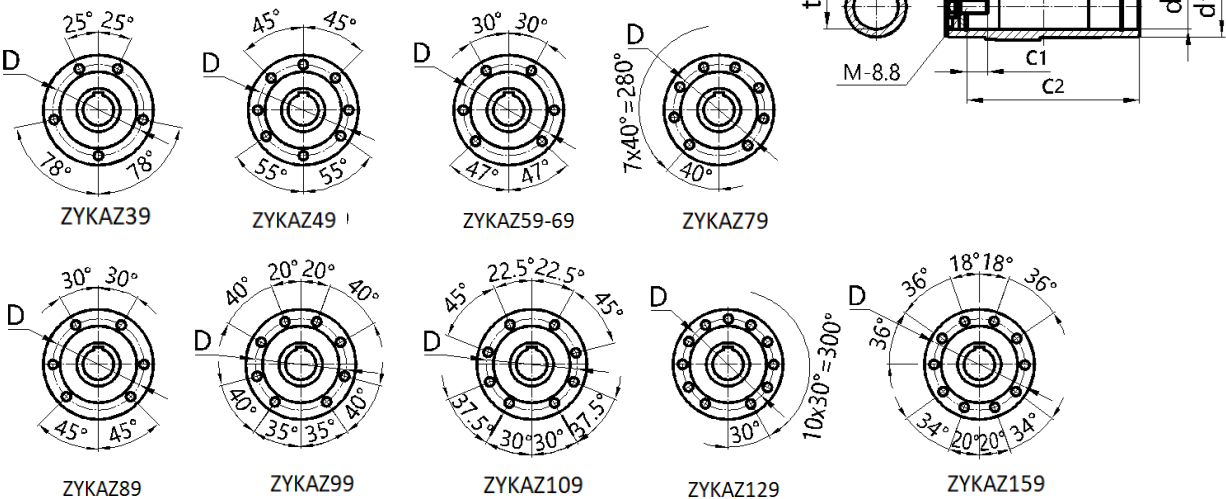 t
d
d
M-8.8
C1
C2
25° 25°
D
78° 78°
ZYKAZ39
45° 45°
D
55° 55°
ZYKAZ49
30° 30°
D
47° 47°
ZYKAZ59-69
D
7x40°=280°
40°
ZYKAZ79
30° 30°
D
45° 45°
ZYKAZ89
40° 20° 20° 40°
D
40° 35° 35° 40°
ZYKAZ99
45° 22.5° 22.5° 45°
D
37.5° 30° 30° 37.5°
ZYKAZ109
D
10x30°=300°
30°
ZYKAZ129
36° 18° 18° 36°
D
36°
34° 20° 20° 34°
ZYKAZ159